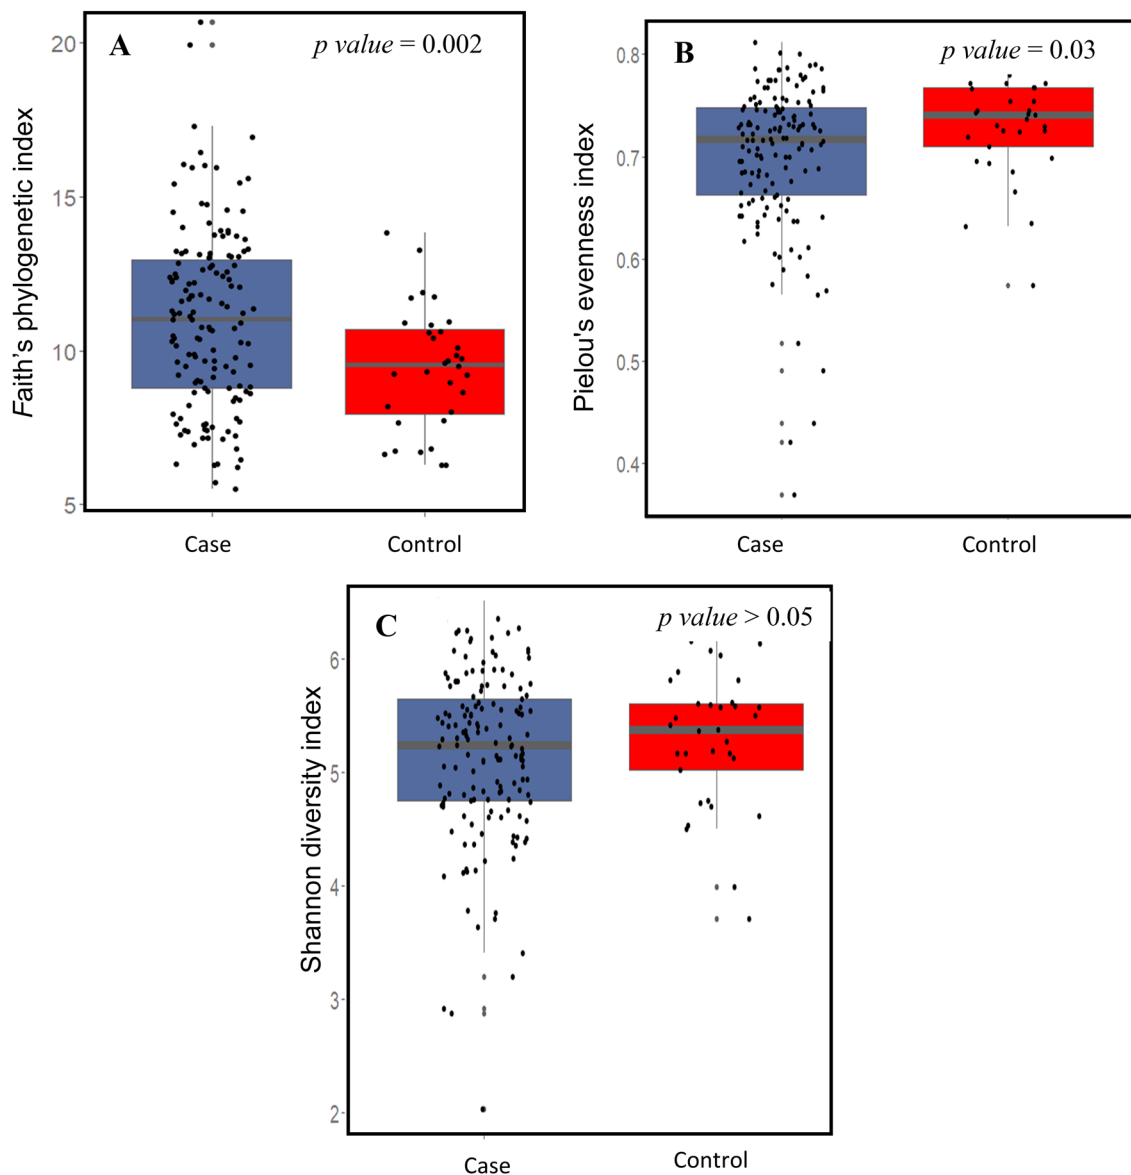 A
p value = 0.002
Faith's phylogenetic index
20
15
10
5
Case
Control
B
p value = 0.03
Pielou's evenness index
0.8
0.7
0.6
0.5
0.4
Case
Control
C
p value > 0.05
Shannon diversity index
6
5
4
3
2
Case
Control